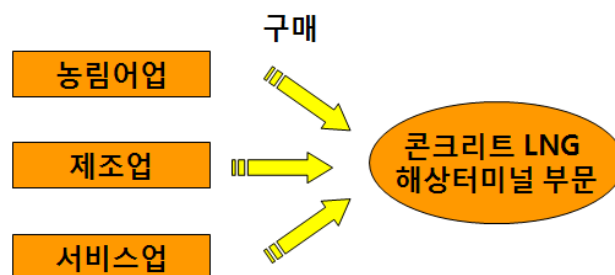 구매
농림어업
제조업
서비스업
콘크리트 LNG
해상터미널 부문